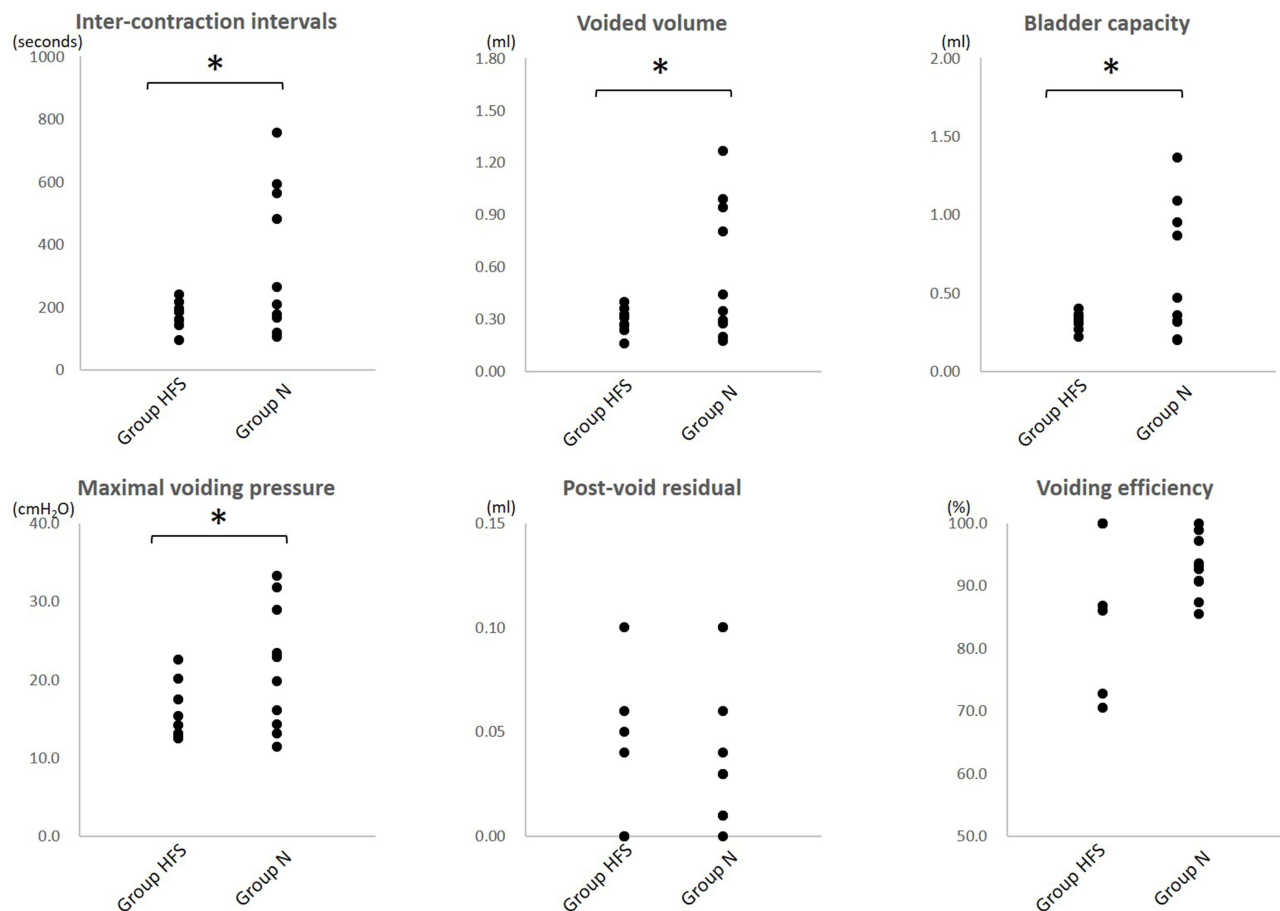 Inter-contraction intervals
(seconds)
*
1000
800
600
400
200
0
Group HFS
Group N
Voided volume
(ml)
*
1.80
1.50
1.20
0.90
0.60
0.30
0.00
Group HFS
Group N
Bladder capacity
(ml)
*
2.00
1.50
1.00
0.50
0.00
Group HFS
Group N
Maximal voiding pressure
(cmH₂O)
*
40.0
30.0
20.0
10.0
0.0
Group HFS
Group N
Post-void residual
(ml)
0.15
0.10
0.05
0.00
Group HFS
Group N
Voiding efficiency
(%)
100.0
90.0
80.0
70.0
60.0
50.0
Group HFS
Group N